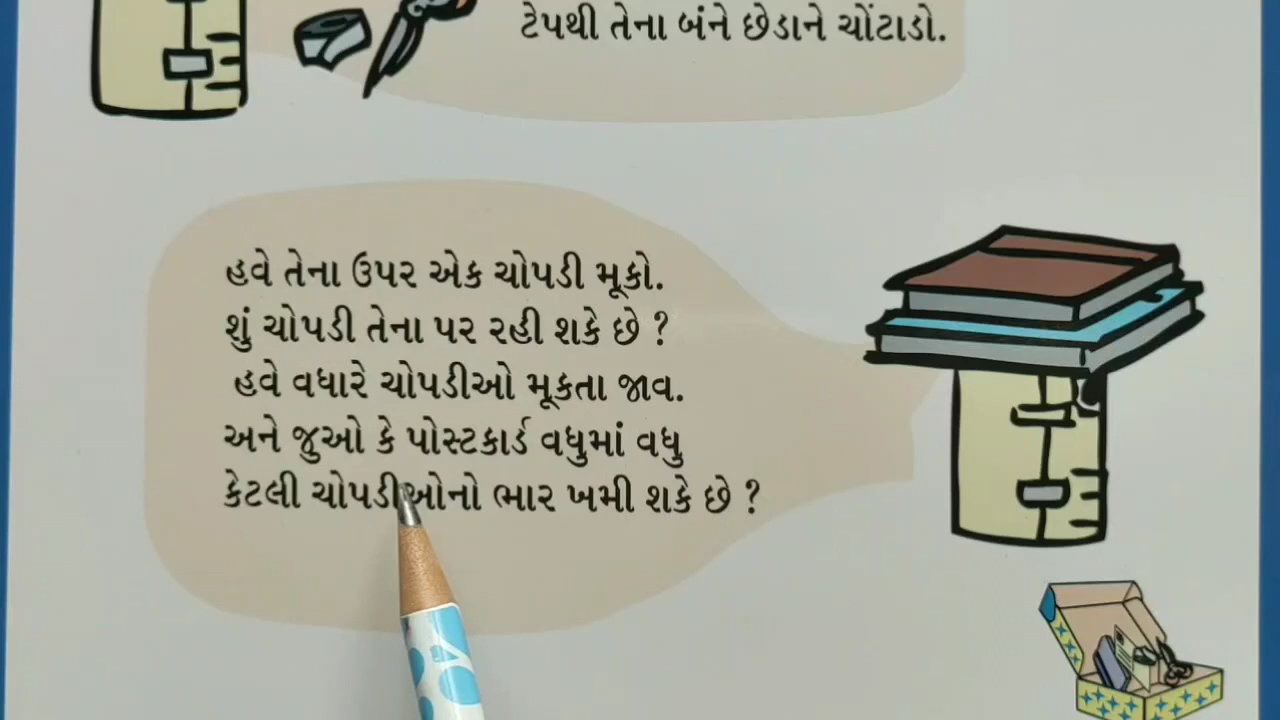 ટેપથી તેના બંને છેડાને ચોંટાડો.
હવે તેના ઉપર એક ચોપડી મૂકો.
શું ચોપડી તેના પર રહી શકે છે ?
હવે વધારે ચોપડીઓ મૂકતા જાવ.
અને જુઓ કે પોસ્ટકાર્ડ વધુમાં વધુ
કેટલી ચોપડીઓનો ભાર ખમી શકે છે ?